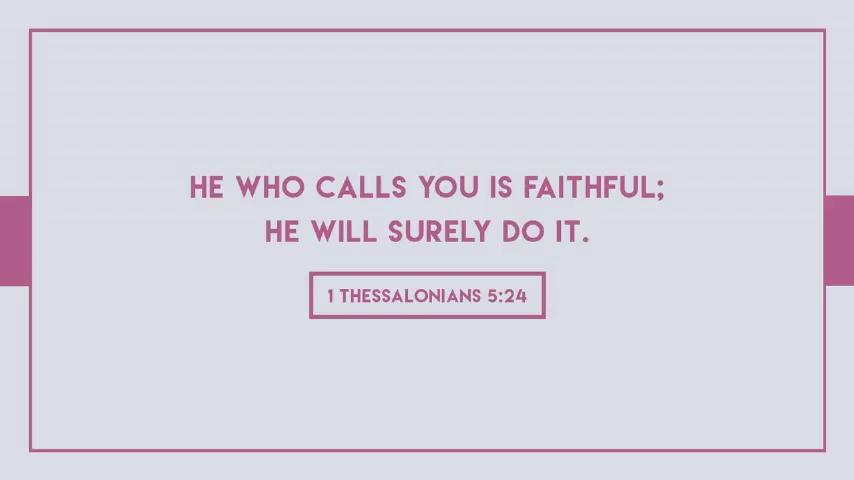 HE WHO CALLS YOU IS FAITHFUL;
HE WILL SURELY DO IT.
1 THESSALONIANS 5:24